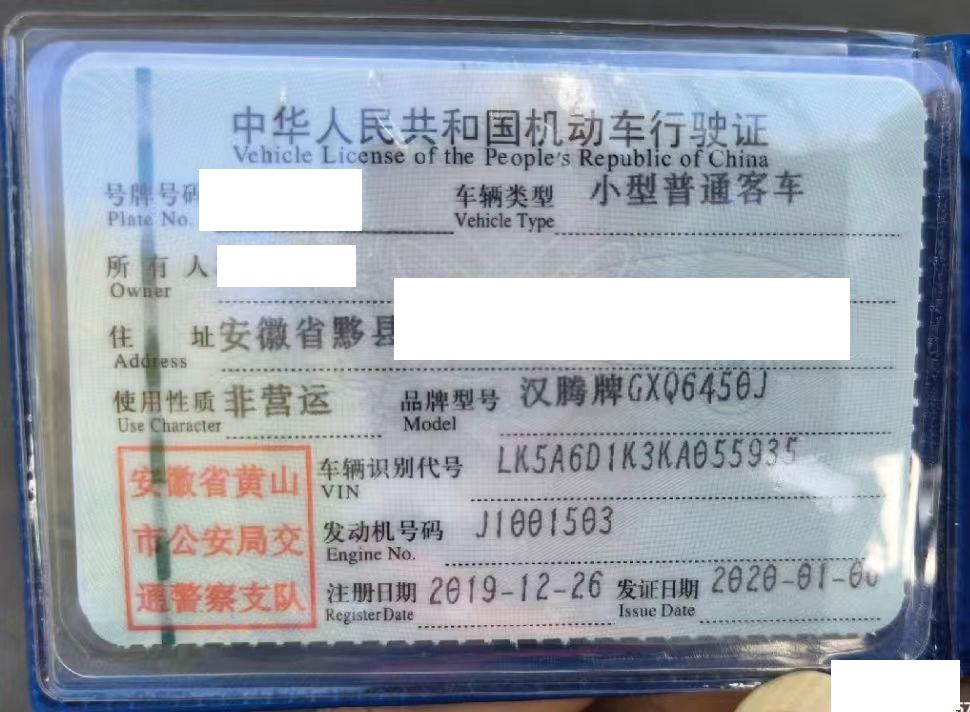 中华人民共和国机动车行驶证
Vehicle License of the People's Republic of China
号牌号码
Plate No.
车辆类型 小型普通客车
Vehicle Type
所有人
Owner
住址 安徽省黟县
Address
使用性质 非营运
Use Character
品牌型号 汉腾牌GXQ6450J
Model
安徽省黄山
市公安局交
通警察支队
车辆识别代号 LK5A6D1K3KA055935
VIN
发动机号码 J1001503
Engine No.
注册日期 2019-12-26
Register Date
发证日期 2020-01-06
Issue Date